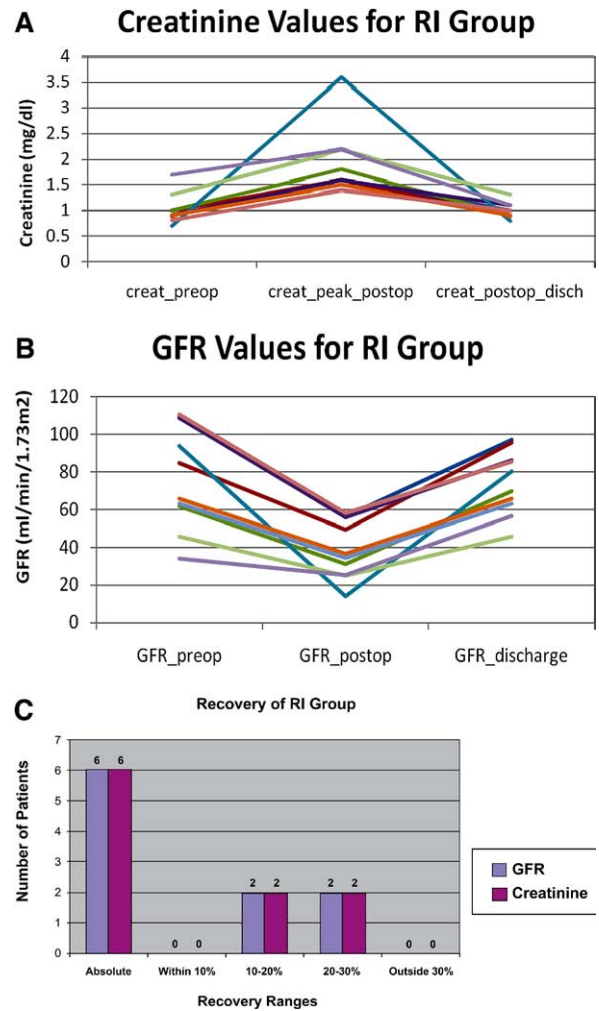 A
Creatinine Values for RI Group
Creatinine (mg/dl)
4
3.5
3
2.5
2
1.5
1
0.5
0
creat_preop
creat_peak_postop
creat_postop_disch
B
GFR Values for RI Group
GFR (ml/min/1.73m2)
120
100
80
60
40
20
0
GFR_preop
GFR_postop
GFR_discharge
C
Recovery of RI Group
Number of Patients
7
6
5
4
3
2
1
0
6 6
0 0
2 2
2 2
0 0
Absolute
Within 10%
10-20%
20-30%
Outside 30%
Recovery Ranges
GFR
Creatinine